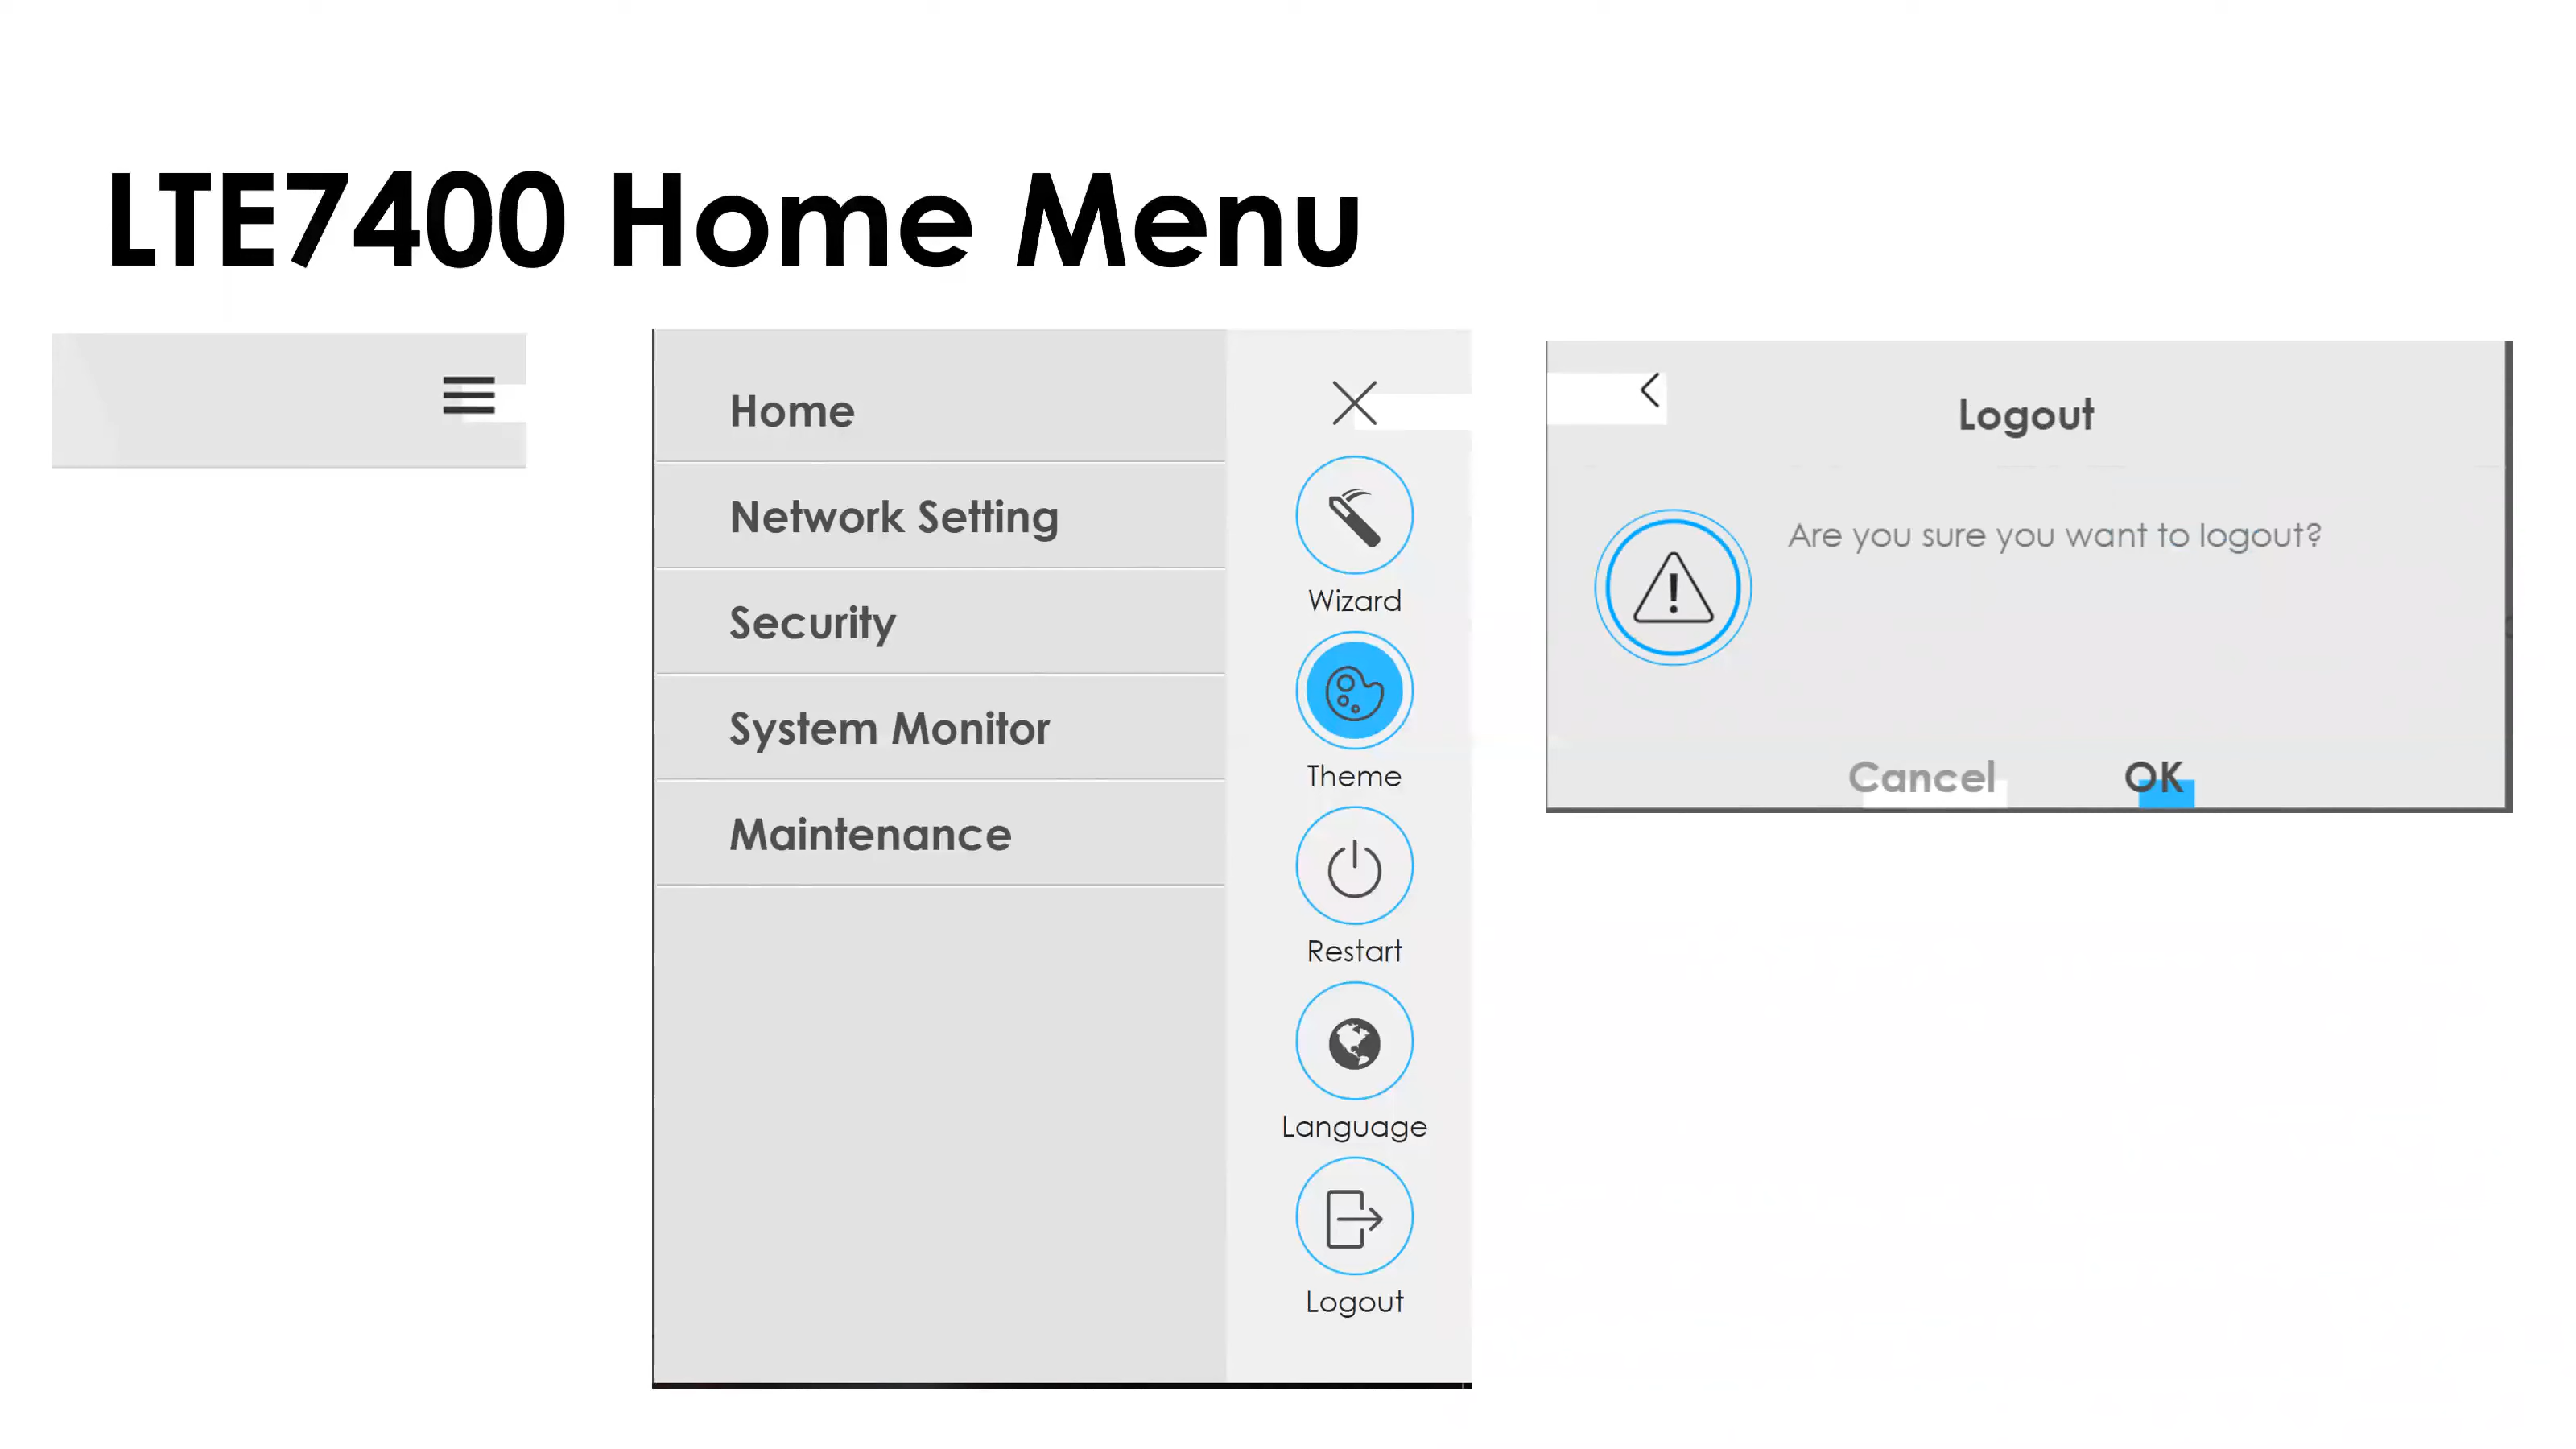 LTE7400 Home Menu
Home
Network Setting
Security
System Monitor
Maintenance
Wizard
Theme
Restart
Language
Logout
Logout
Are you sure you want to logout?
Cancel
OK